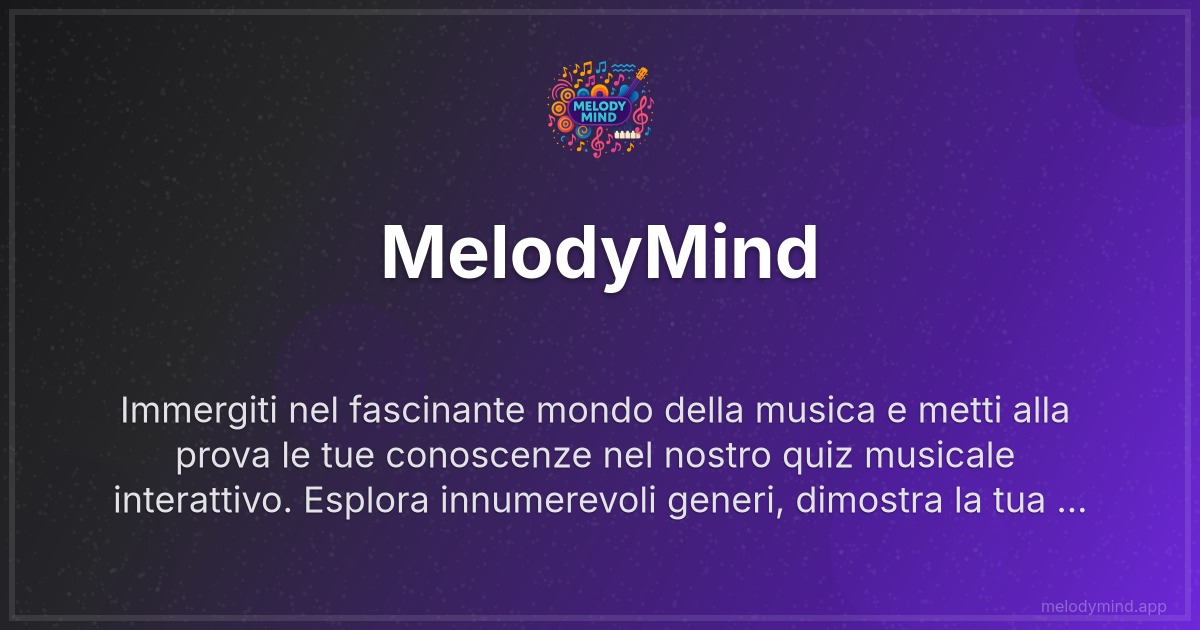 MELODY
MIND
MelodyMind
Immergiti nel fascinante mondo della musica e metti alla
prova le tue conoscenze nel nostro quiz musicale
interattivo. Esplora innumerevoli generi, dimostra la tua ...
melodymind.app